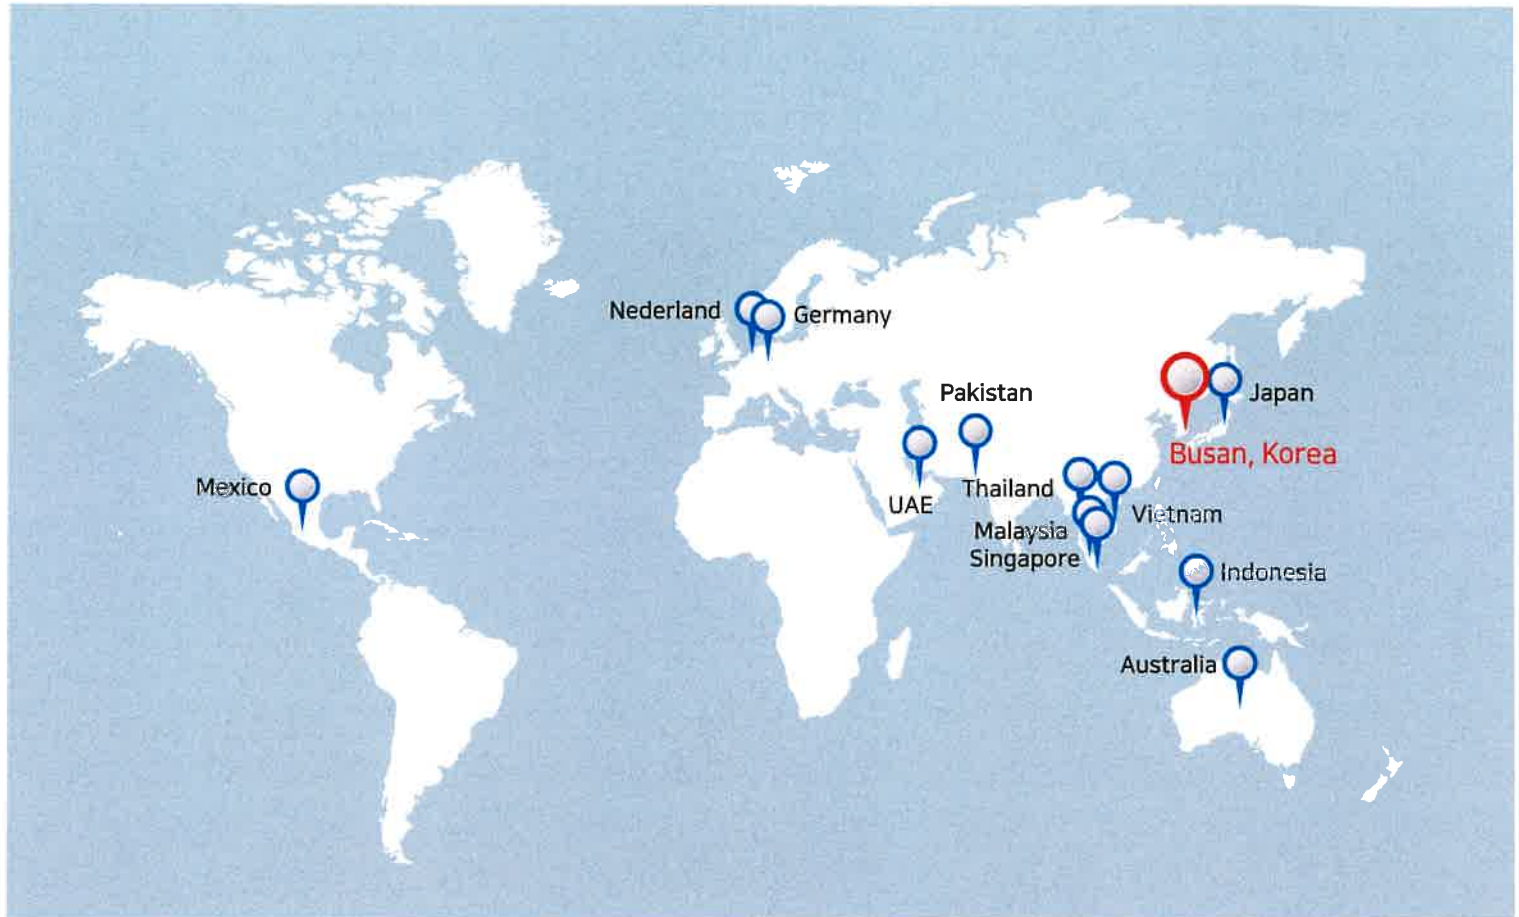 Nederland
Germany
Pakistan
Japan
Busan, Korea
Mexico
UAE
Thailand
Vietnam
Malaysia
Singapore
Indonesia
Australia